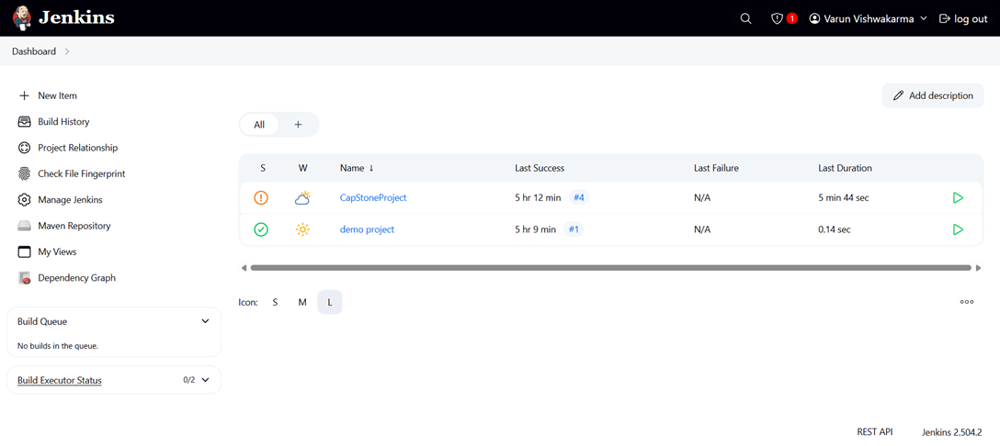 Jenkins
1 Varun Vishwakarma log out
Dashboard
New Item
Build History
Project Relationship
Check File Fingerprint
Manage Jenkins
Maven Repository
My Views
Dependency Graph
Build Queue
No builds in the queue.
Build Executor Status 0/2
Add description
All +
S W Name ↓ Last Success Last Failure Last Duration
CapStoneProject 5 hr 12 min #4 N/A 5 min 44 sec
demo project 5 hr 9 min #1 N/A 0.14 sec
Icon: S M L
REST API Jenkins 2.504.2